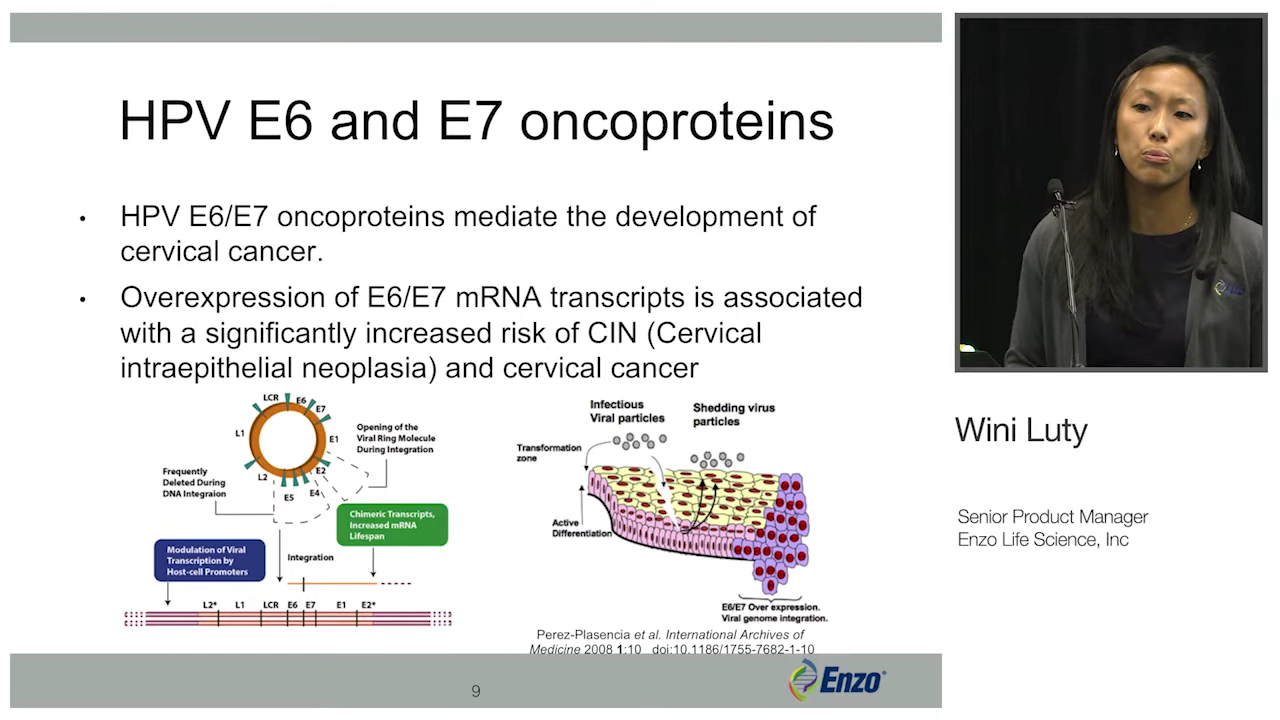 HPV E6 and E7 oncoproteins
• HPV E6/E7 oncoproteins mediate the development of
cervical cancer.
• Overexpression of E6/E7 mRNA transcripts is associated
with a significantly increased risk of CIN (Cervical
intraepithelial neoplasia) and cervical cancer
LCR
E6
E7
L1
E1
L2
E2
E5
E4
Opening of the
Viral Ring Molecule
During Integration
Frequently
Deleted During
DNA Integraion
Chimeric Transcripts,
Increased mRNA
Lifespan
Modulation of Viral
Transcription by
Host-cell Promoters
Integration
L2* L1 LCR E6 E7 E1 E2*
Infectious
Viral particles
Shedding virus
particles
Transformation
zone
Active
Differentiation
E6/E7 Over expression.
Viral genome integration.
Perez-Plasencia et al. International Archives of
Medicine 2008 1:10 doi:10.1186/1755-7682-1-10
9
Enzo®
Wini Luty
Senior Product Manager
Enzo Life Science, Inc